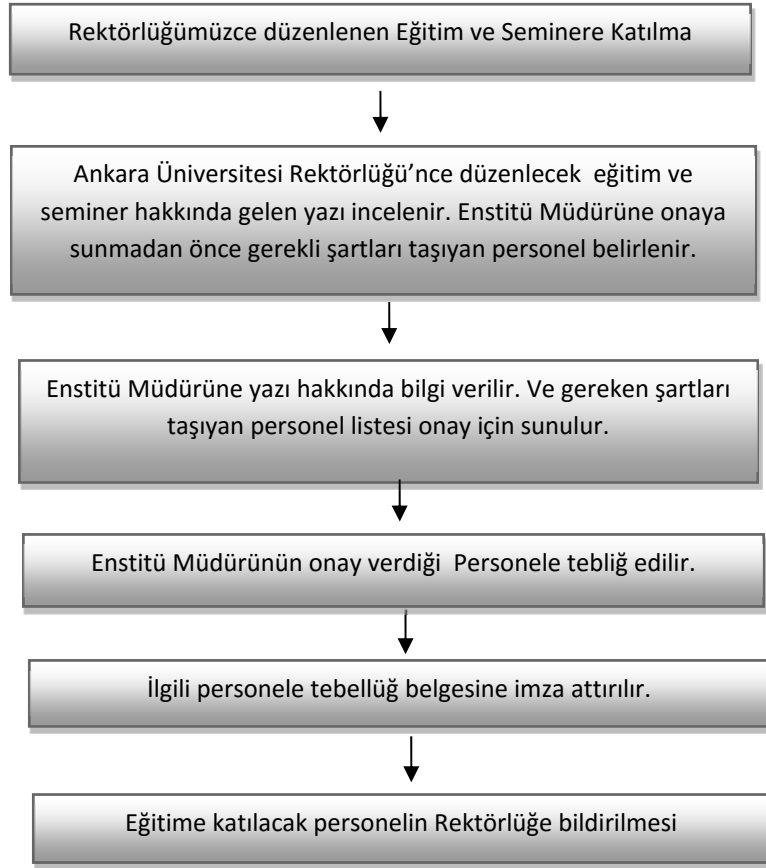 Rektörlüğümüzce düzenlenen Eğitim ve Seminere Katılma
Ankara Üniversitesi Rektörlüğü’nce düzenlecek eğitim ve
seminer hakkında gelen yazı incelenir. Enstitü Müdürüne onaya
sunmadan önce gerekli şartları taşıyan personel belirlenir.
Enstitü Müdürüne yazı hakkında bilgi verilir. Ve gereken şartları
taşıyan personel listesi onay için sunulur.
Enstitü Müdürünün onay verdiği Personele tebliğ edilir.
İlgili personele tebellüğ belgesine imza attırılır.
Eğitime katılacak personelin Rektörlüğe bildirilmesi